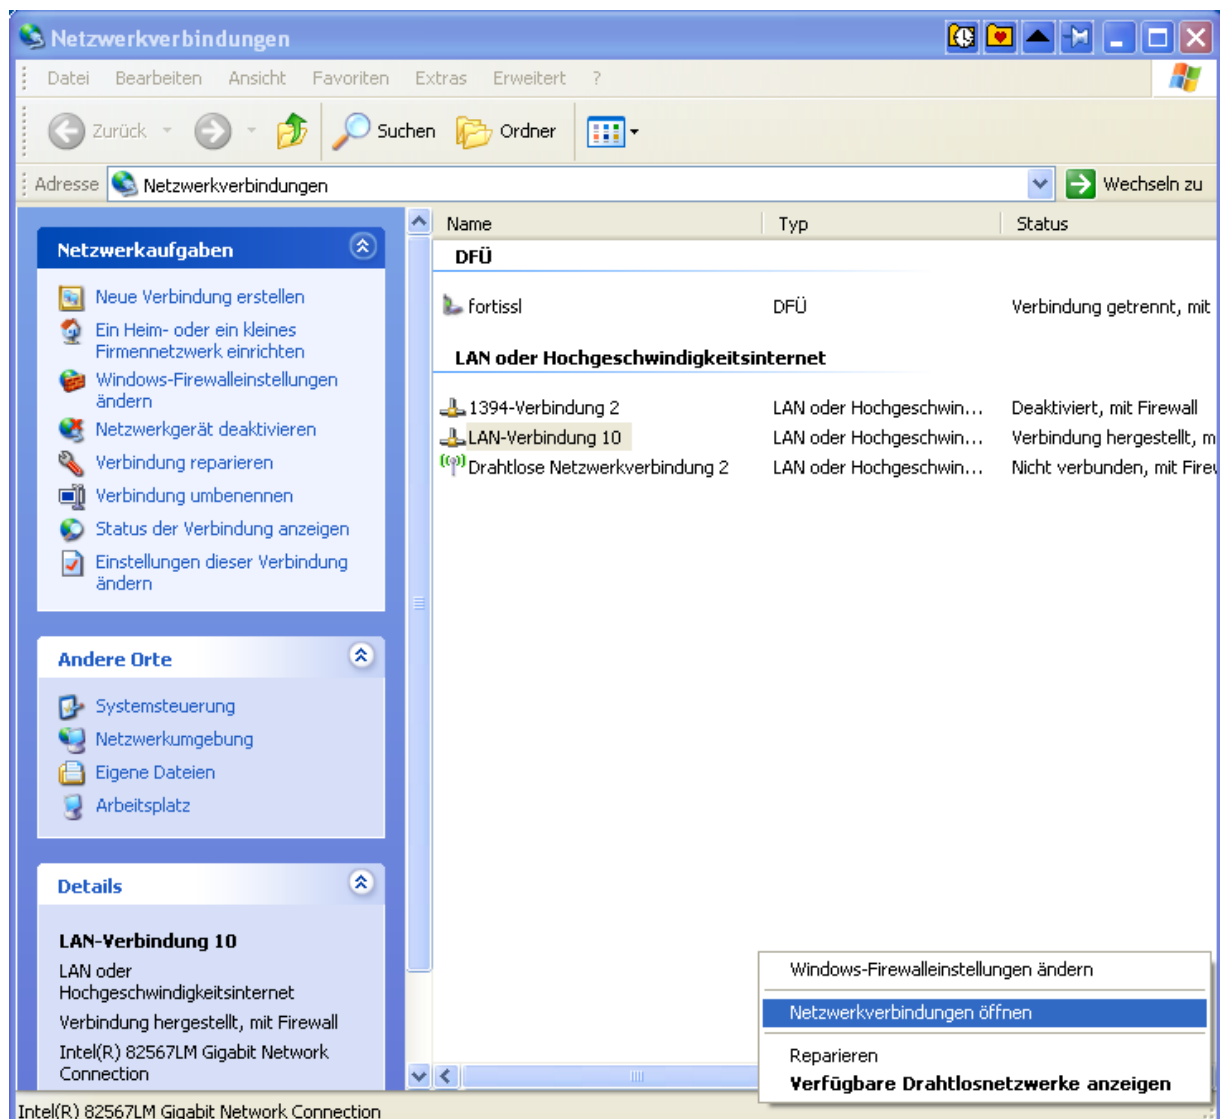 Netzwerkverbindungen
Datei Bearbeiten Ansicht Favoriten Extras Erweitert ?
Zurück Suchen Ordner
Adresse Netzwerkverbindungen Wechseln zu
Netzwerkaufgaben
Neue Verbindung erstellen
Ein Heim- oder ein kleines
Firmennetzwerk einrichten
Windows-Firewalleinstellungen
ändern
Netzwerkgerät deaktivieren
Verbindung reparieren
Verbindung umbenennen
Status der Verbindung anzeigen
Einstellungen dieser Verbindung
ändern
Andere Orte
Systemsteuerung
Netzwerkumgebung
Eigene Dateien
Arbeitsplatz
Details
LAN-Verbindung 10
LAN oder
Hochgeschwindigkeitsinternet
Verbindung hergestellt, mit Firewall
Intel(R) 82567LM Gigabit Network
Connection
Name Typ Status
DFÜ
fortissl DFÜ Verbindung getrennt, mit
LAN oder Hochgeschwindigkeitsinternet
1394-Verbindung 2 LAN oder Hochgeschwin... Deaktiviert, mit Firewall
LAN-Verbindung 10 LAN oder Hochgeschwin... Verbindung hergestellt, m
Drahtlose Netzwerkverbindung 2 LAN oder Hochgeschwin... Nicht verbunden, mit Firew
Windows-Firewalleinstellungen ändern
Netzwerkverbindungen öffnen
Reparieren
Verfügbare Drahtlosnetzwerke anzeigen
Intel(R) 82567LM Gigabit Network Connection